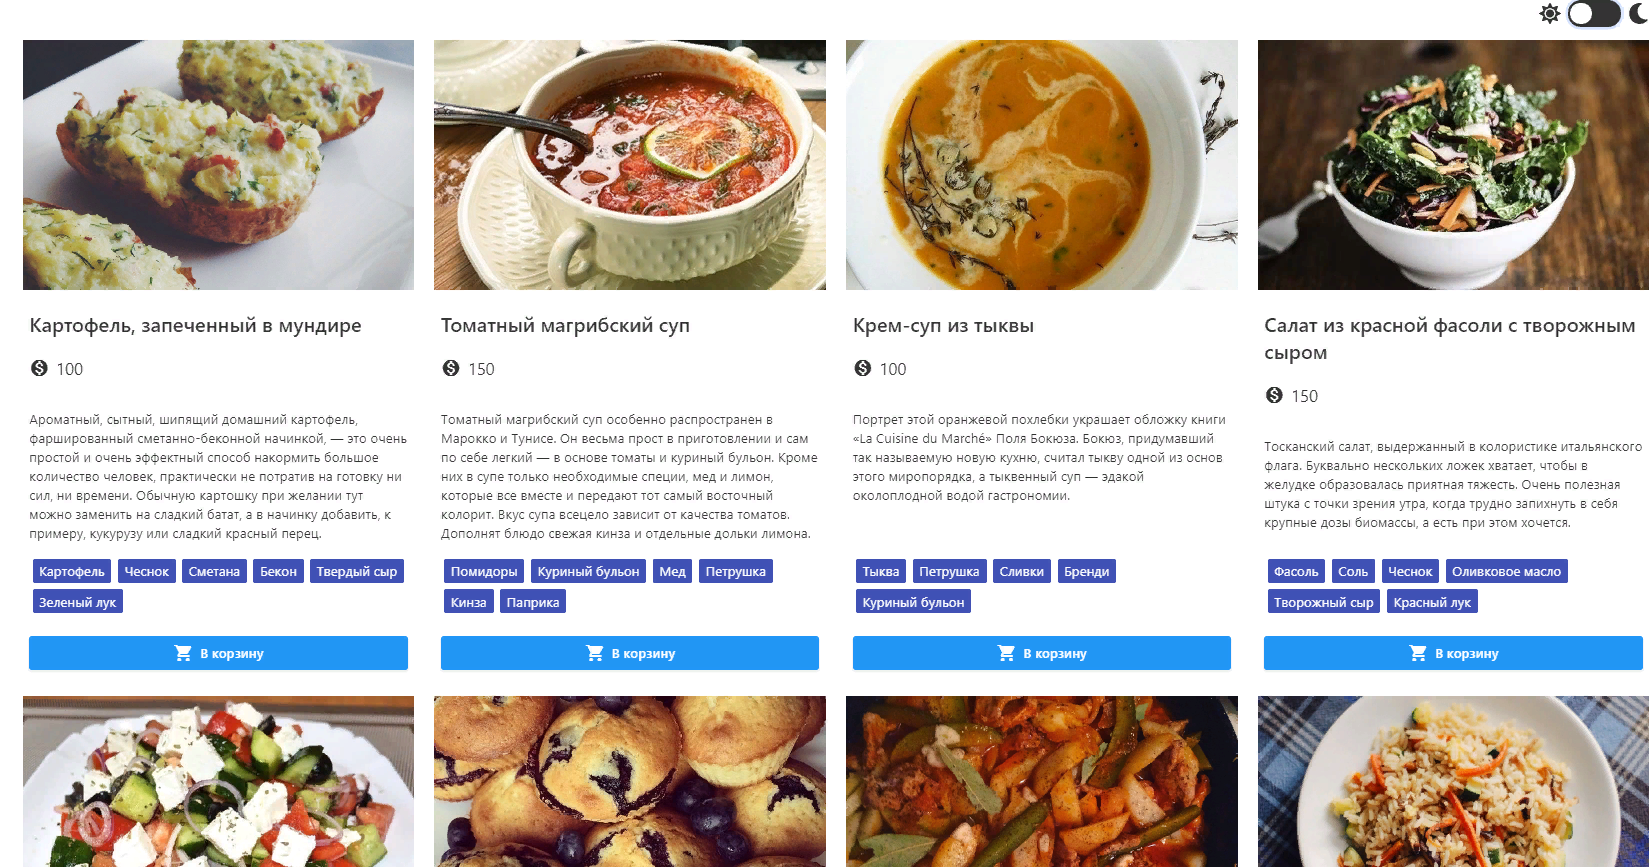 Картофель, запеченный в мундире
100
Ароматный, сытный, шипящий домашний картофель,
фаршированный сметанно-беконной начинкой, — это очень
простой и очень эффектный способ накормить большое
количество человек, практически не потратив на готовку ни
сил, ни времени. Обычную картошку при желании тут
можно заменить на сладкий батат, а в начинку добавить, к
примеру, кукурузу или сладкий красный перец.
Картофель Чеснок Сметана Бекон Твердый сыр
Зеленый лук
В корзину
Томатный магрибский суп
150
Томатный магрибский суп особенно распространен в
Марокко и Тунисе. Он весьма прост в приготовлении и сам
по себе легкий — в основе томаты и куриный бульон. Кроме
них в супе только необходимые специи, мед и лимон,
которые все вместе и передают тот самый восточный
колорит. Вкус супа всецело зависит от качества томатов.
Дополнят блюдо свежая кинза и отдельные дольки лимона.
Помидоры Куриный бульон Мед Петрушка
Кинза Паприка
В корзину
Крем-суп из тыквы
100
Портрет этой оранжевой похлебки украшает обложку книги
«La Cuisine du Marché» Поля Бокюза. Бокюз, придумавший
так называемую новую кухню, считал тыкву одной из основ
этого миропорядка, а тыквенный суп — эдакой
околоплодной водой гастрономии.
Тыква Петрушка Сливки Бренди
Куриный бульон
В корзину
Салат из красной фасоли с творожным
сыром
150
Тосканский салат, выдержанный в колористике итальянского
флага. Буквально нескольких ложек хватает, чтобы в
желудке образовалась приятная тяжесть. Очень полезная
штука с точки зрения утра, когда трудно запихнуть в себя
крупные дозы биомассы, а есть при этом хочется.
Фасоль Соль Чеснок Оливковое масло
Творожный сыр Красный лук
В корзину